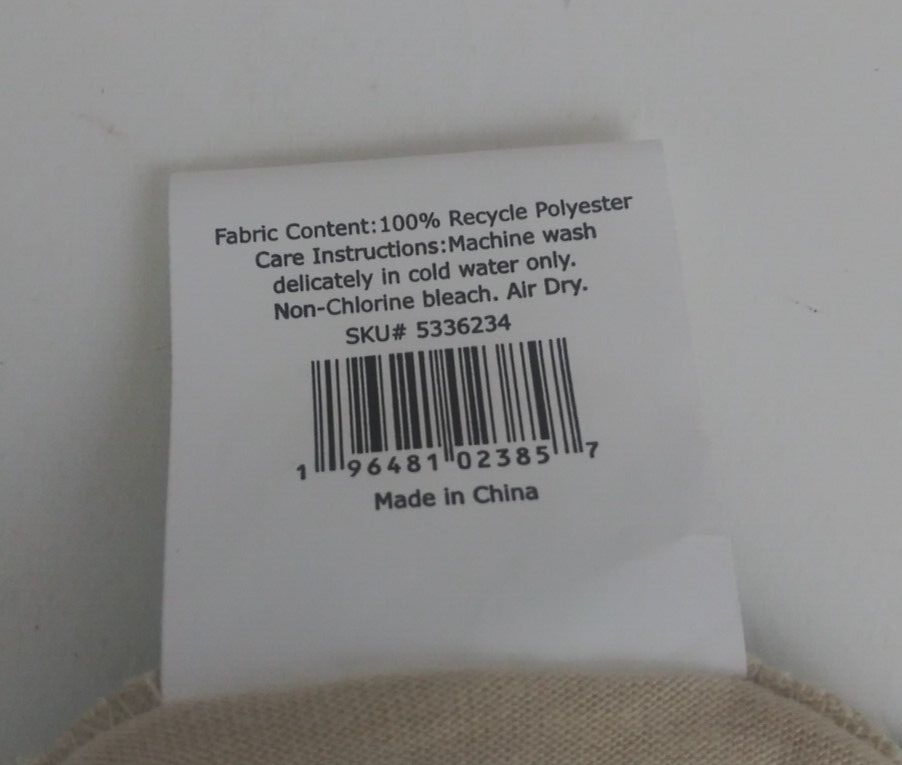 Fabric Content:100% Recycle Polyester
Care Instructions:Machine wash
delicately in cold water only.
Non-Chlorine bleach. Air Dry.
SKU# 5336234
1 96481 02385 7
Made in China